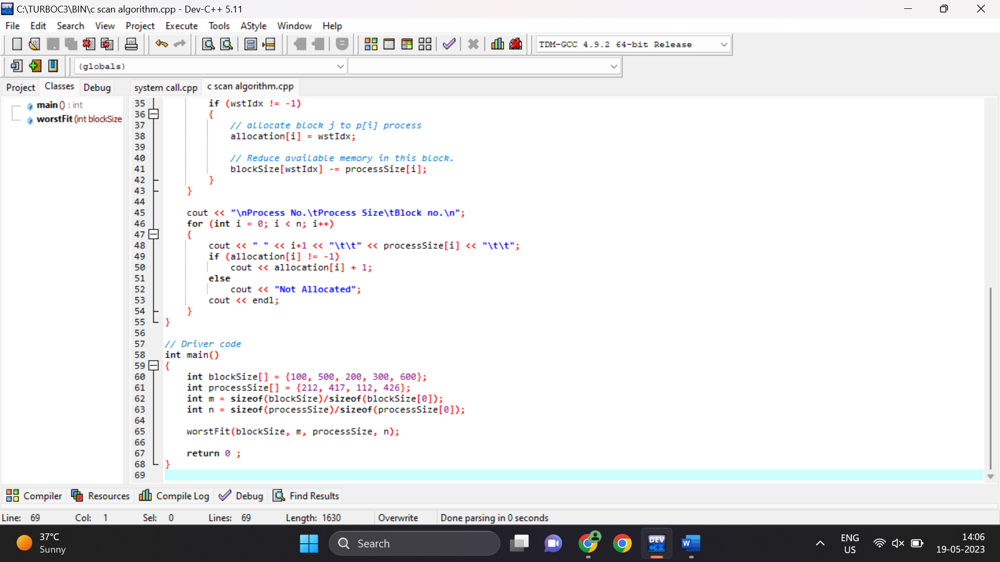 C:\TURBOC3\BIN\c scan algorithm.cpp - Dev-C++ 5.11
File Edit Search View Project Execute Tools AStyle Window Help
TDM-GCC 4.9.2 64-bit Release
(globals)
Project Classes Debug system call.cpp c scan algorithm.cpp
main () : int
worstFit (int blockSize
35 if (wstIdx != -1)
36 {
37 // allocate block j to p[i] process
38 allocation[i] = wstIdx;
39
40 // Reduce available memory in this block.
41 blockSize[wstIdx] -= processSize[i];
42 }
43 }
44
45 cout << "\nProcess No.\tProcess Size\tBlock no.\n";
46 for (int i = 0; i < n; i++)
47 {
48 cout << " " << i+1 << "\t\t" << processSize[i] << "\t\t";
49 if (allocation[i] != -1)
50 cout << allocation[i] + 1;
51 else
52 cout << "Not Allocated";
53 cout << endl;
54 }
55 }
56
57 // Driver code
58 int main()
59 {
60 int blockSize[] = {100, 500, 200, 300, 600};
61 int processSize[] = {212, 417, 112, 426};
62 int m = sizeof(blockSize)/sizeof(blockSize[0]);
63 int n = sizeof(processSize)/sizeof(processSize[0]);
64
65 worstFit(blockSize, m, processSize, n);
66
67 return 0 ;
68 }
69
Compiler Resources Compile Log Debug Find Results
Line: 69 Col: 1 Sel: 0 Lines: 69 Length: 1630 Overwrite Done parsing in 0 seconds
37°C
Sunny
Search
DEV
C++
W
ENG
US
14:06
19-05-2023